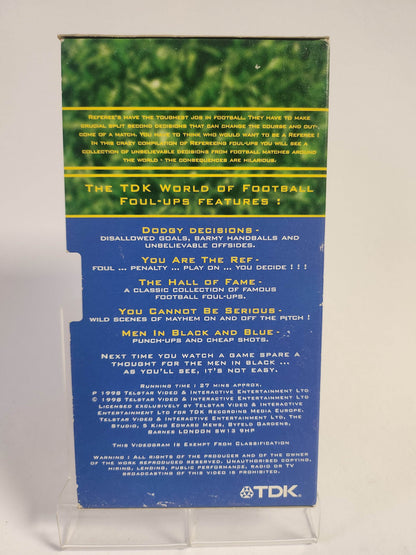 Referee's have the toughest job in football. They have to make
crucial split second decisions that can change the course and out-
come of a match. You have to think who would want to be a Referee !
In this crazy compilation of Refereeing foul-ups you will see a
collection of unbelievable decisions from football matches around
the world - the consequences are hilarious.
The TDK World of Football
Foul-ups features :
Dodgy decisions -
disallowed goals, barmy handballs and
unbelievable offsides.
You Are The Ref -
foul ... penalty ... play on ... you decide ! ! !
The Hall of Fame -
a classic collection of famous
football foul-ups.
You Cannot Be Serious -
wild scenes of mayhem on and off the pitch !
Men In Black and Blue -
punch-ups and cheap shots.
Next time you watch a game spare a
thought for the men in black ...
as you'll see, it's not easy.
Running time : 27 mins approx.
℗ 1998 Telstar Video & Interactive Entertainment Ltd
© 1998 Telstar Video & Interactive Entertainment Ltd
Licensed exclusively by Telstar Video & Interactive
Entertainment Ltd for TDK Recording Media Europe.
Telstar Video & Interactive Entertainment Ltd, The
Studio, 5 King Edward Mews, Byfeld Gardens,
Barnes LONDON SW13 9HP
This Videogram is Exempt From Classification
Warning : All rights of the producer and of the owner
of the work reproduced reserved. Unauthorised copying,
hiring, lending, public performance, radio or TV
broadcasting of this video is prohibited.
TDK®